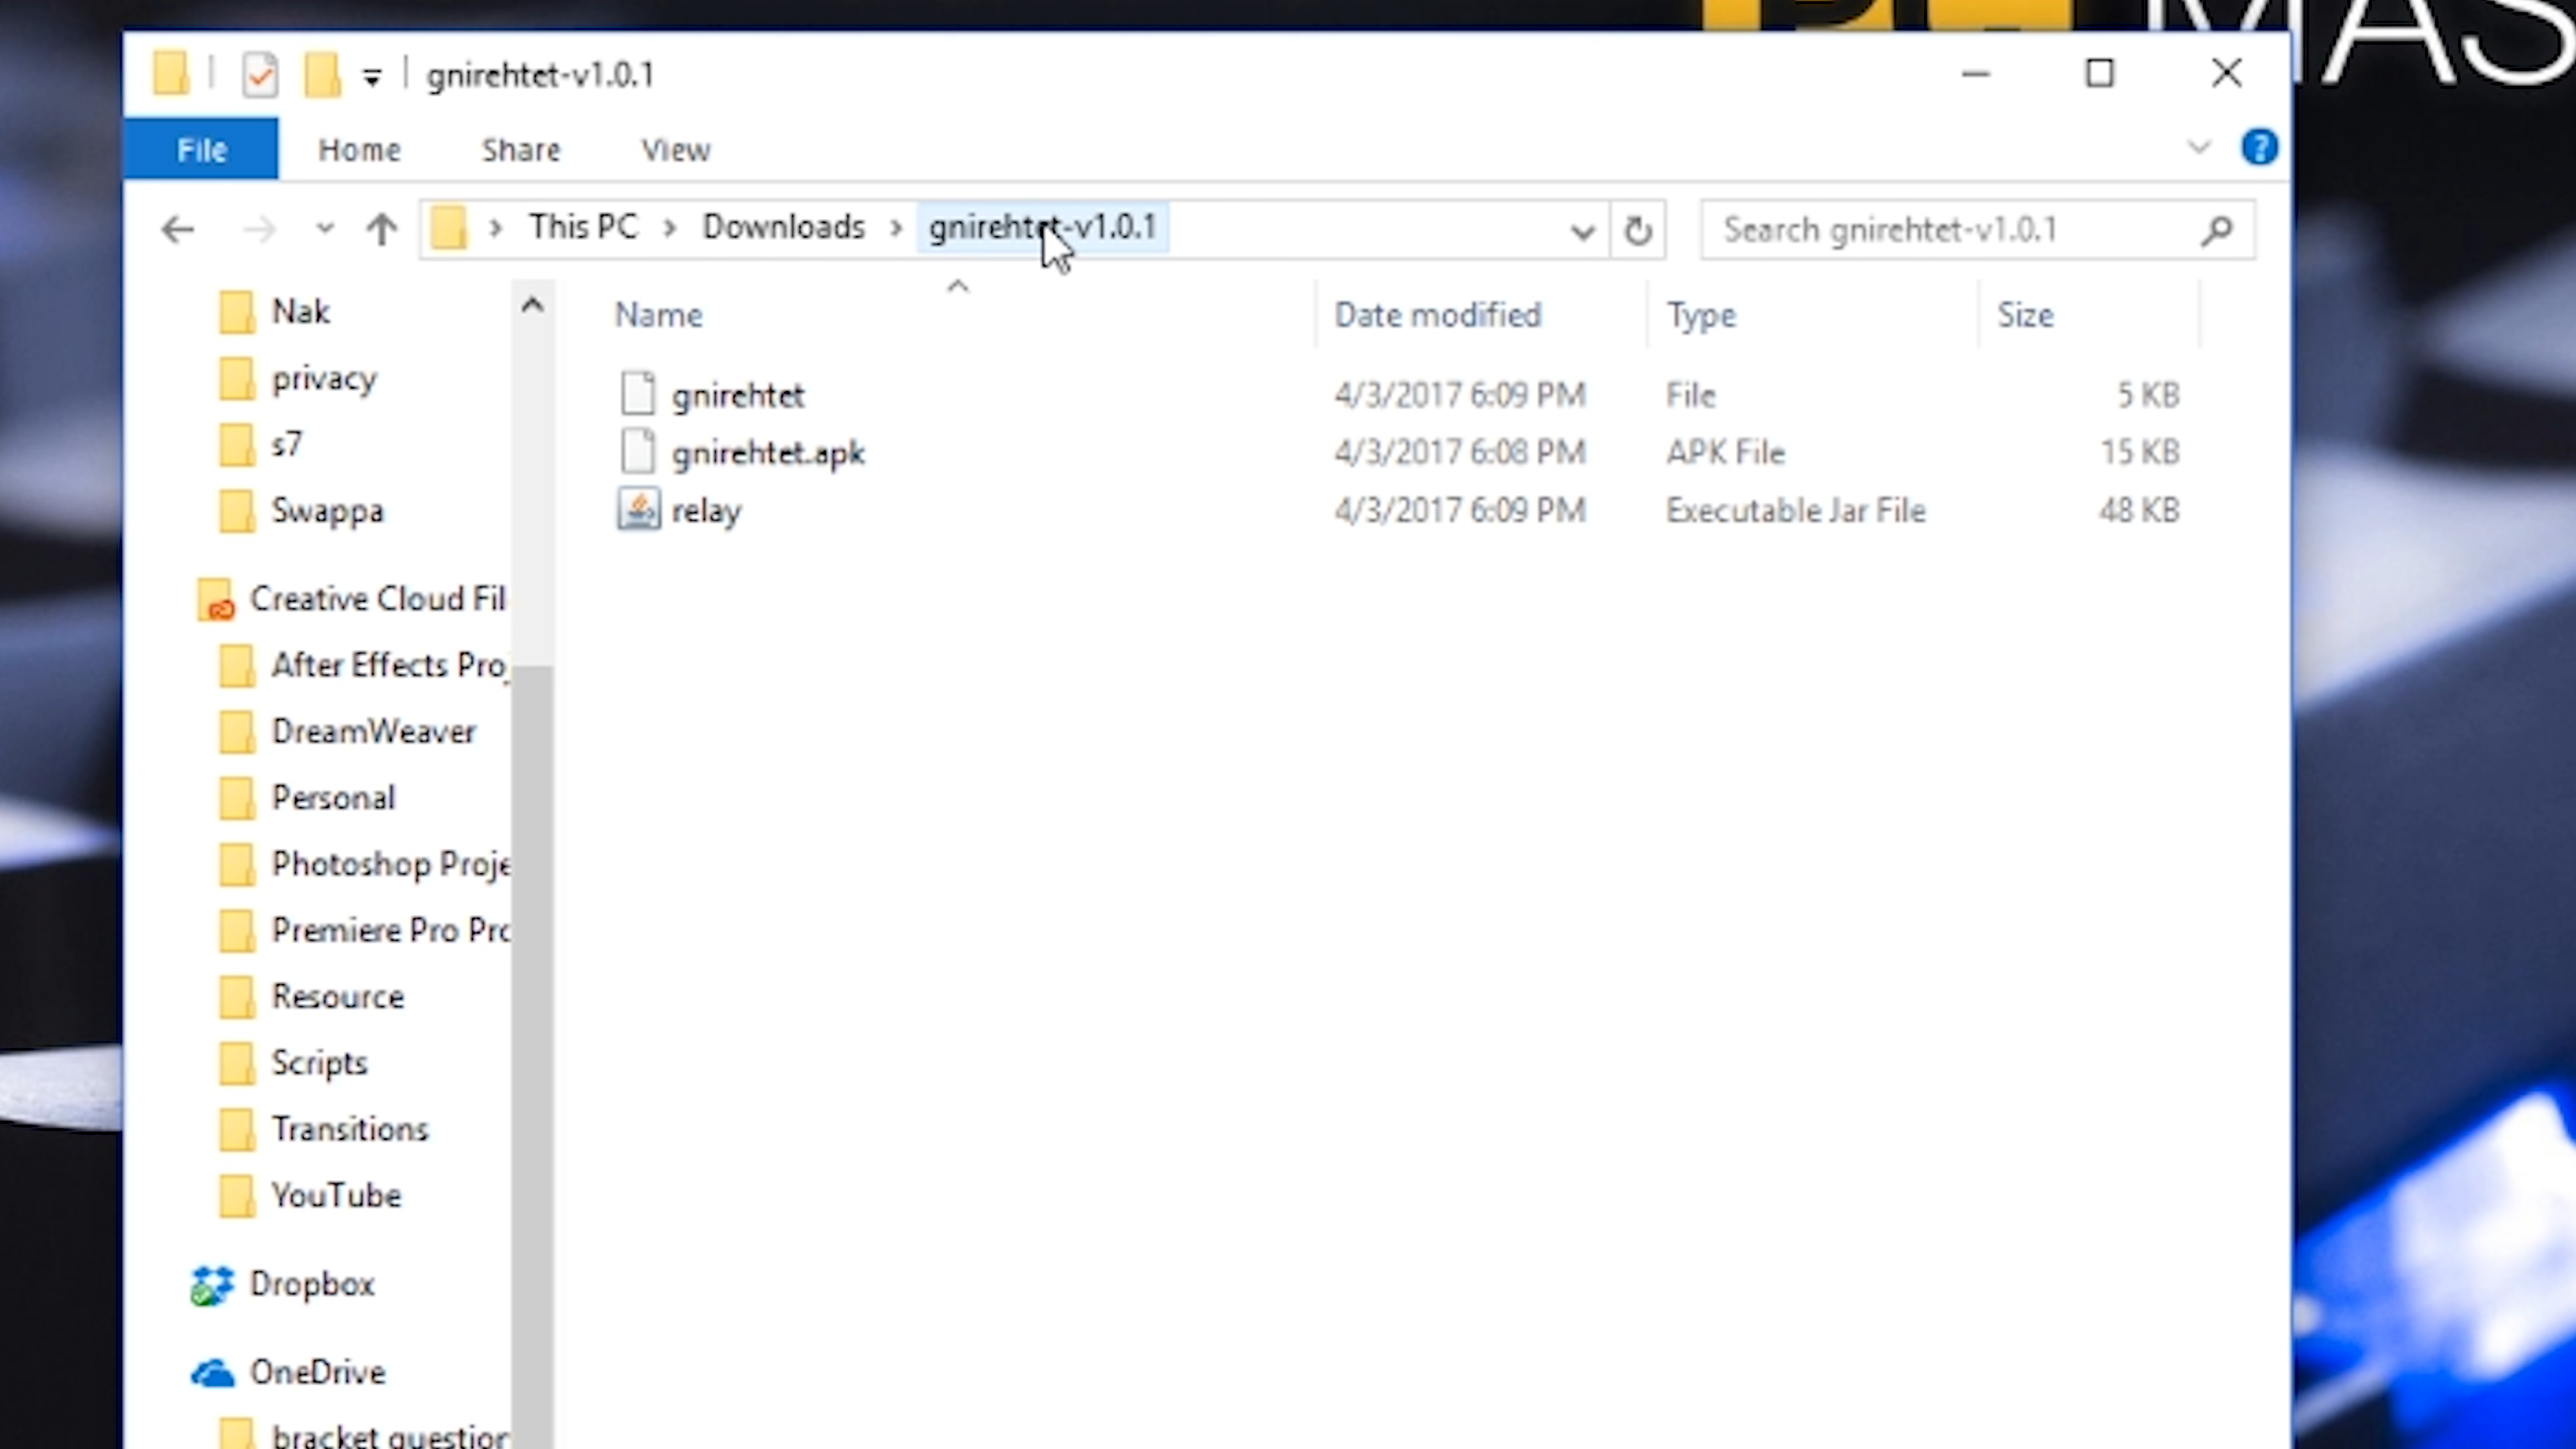 MAS
gnirehtet-v1.0.1
File Home Share View
This PC > Downloads > gnirehtet-v1.0.1
Search gnirehtet-v1.0.1
Name Date modified Type Size
gnirehtet 4/3/2017 6:09 PM File 5 KB
gnirehtet.apk 4/3/2017 6:08 PM APK File 15 KB
relay 4/3/2017 6:09 PM Executable Jar File 48 KB
Nak
privacy
s7
Swappa
Creative Cloud Fil
After Effects Proj
DreamWeaver
Personal
Photoshop Proje
Premiere Pro Pro
Resource
Scripts
Transitions
YouTube
Dropbox
OneDrive
bracket question